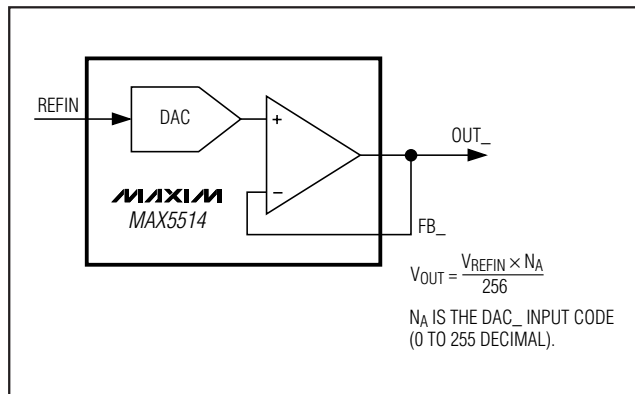 REFIN
DAC
+
OUT_
−
MAXIM
MAX5514
FB_
VOUT = VREFIN × NA
256
NA IS THE DAC_ INPUT CODE
(0 TO 255 DECIMAL).